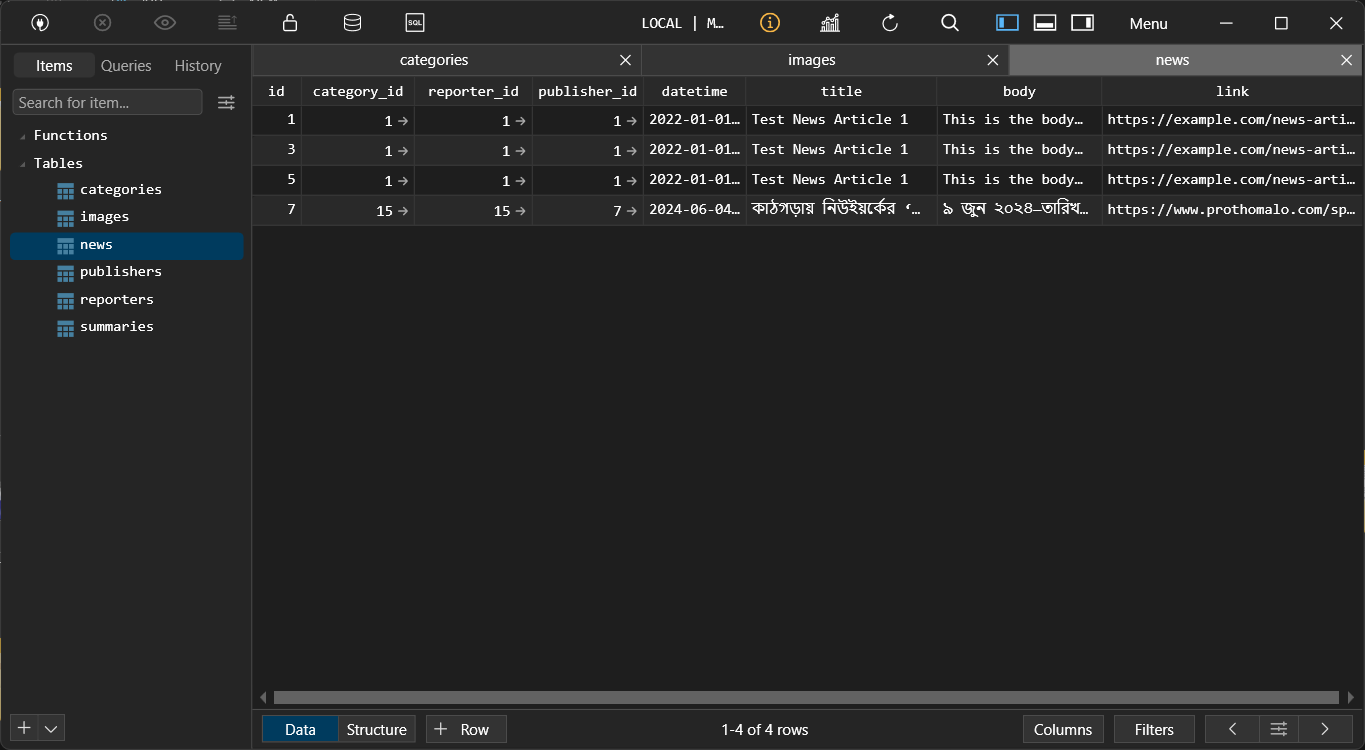 SQL LOCAL | M… Menu
Items Queries History
categories images news
Search for item...
id category_id reporter_id publisher_id datetime title body link
Functions
Tables
categories
images
news
publishers
reporters
summaries
1 1 → 1 → 1 → 2022-01-01… Test News Article 1 This is the body… https://example.com/news-arti…
3 1 → 1 → 1 → 2022-01-01… Test News Article 1 This is the body… https://example.com/news-arti…
5 1 → 1 → 1 → 2022-01-01… Test News Article 1 This is the body… https://example.com/news-arti…
7 15 → 15 → 7 → 2024-06-04… কাঠগড়ায় নিউইয়র্কের ‘… ৯ জুন ২০২৪–তারিখ… https://www.prothomalo.com/sp…
Data Structure + Row 1-4 of 4 rows Columns Filters